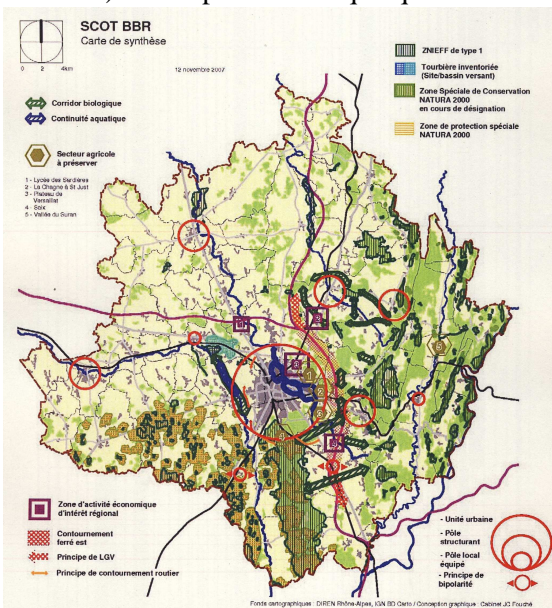 SCOT BBR
Carte de synthèse
0 2 4km
12 novembre 2007
Corridor biologique
Continuité aquatique
Secteur agricole
à préserver
1 - Lycée des Sardières
2 - La Chagne à St Just
3 - Plateau de
Versaillat
4 - Soix
5 - Vallée du Suran
ZNIEFF de type 1
Tourbière inventoriée
(Site/bassin versant)
Zone Spéciale de Conservation
NATURA 2000
en cours de désignation
Zone de protection spéciale
NATURA 2000
Zone d'activité économique
d'intérêt régional
Contournement
ferré est
Principe de LGV
Principe de contournement routier
- Unité urbaine
- Pôle
structurant
- Pôle local
équipé
- Principe de
bipolarité
Fonds cartographiques : DIREN Rhône-Alpes, IGN BD Carto / Conception graphique : Cabinet JC Fouché